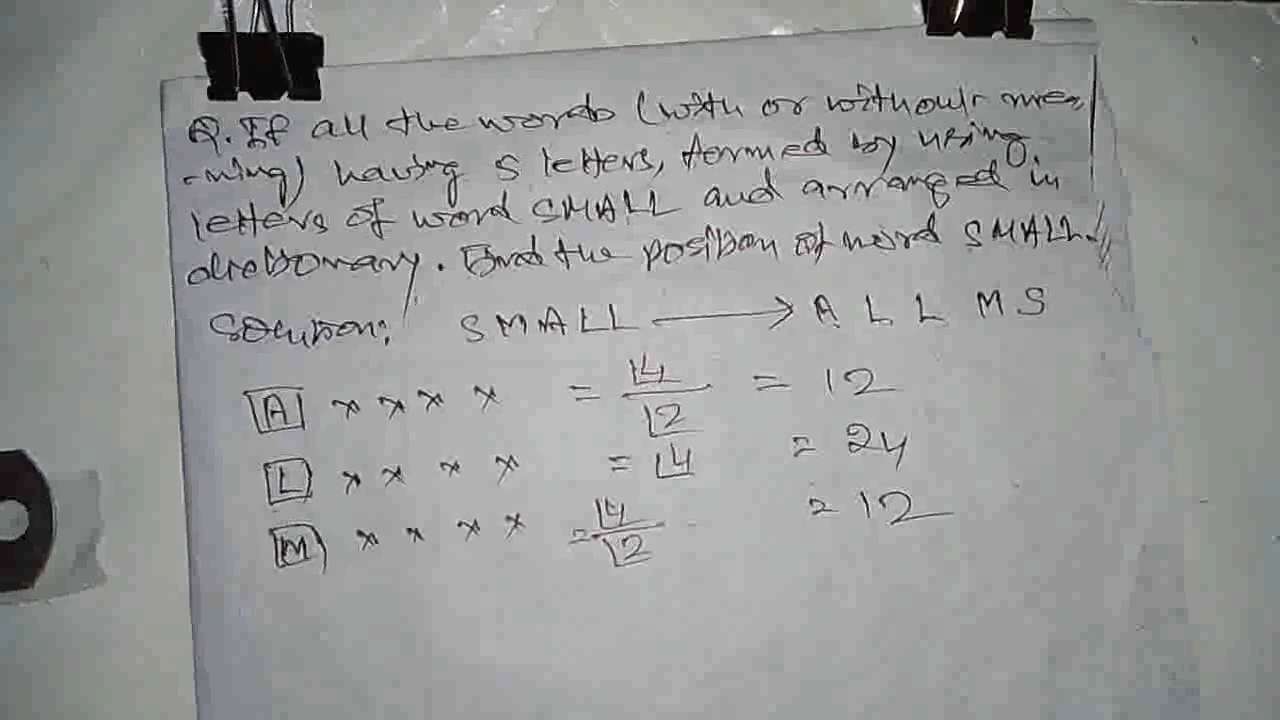 Q. If all the words (with or without mea
-ning) having 5 letters, formed by using
letters of word SMALL and arranged in
dictionary. Find the position of word SMALL.
Solution: SMALL → A L L M S
A × × × × = ⌊4 / ⌊2 = 12
L × × × × = ⌊4 = 24
M × × × × = ⌊4 / ⌊2 = 12